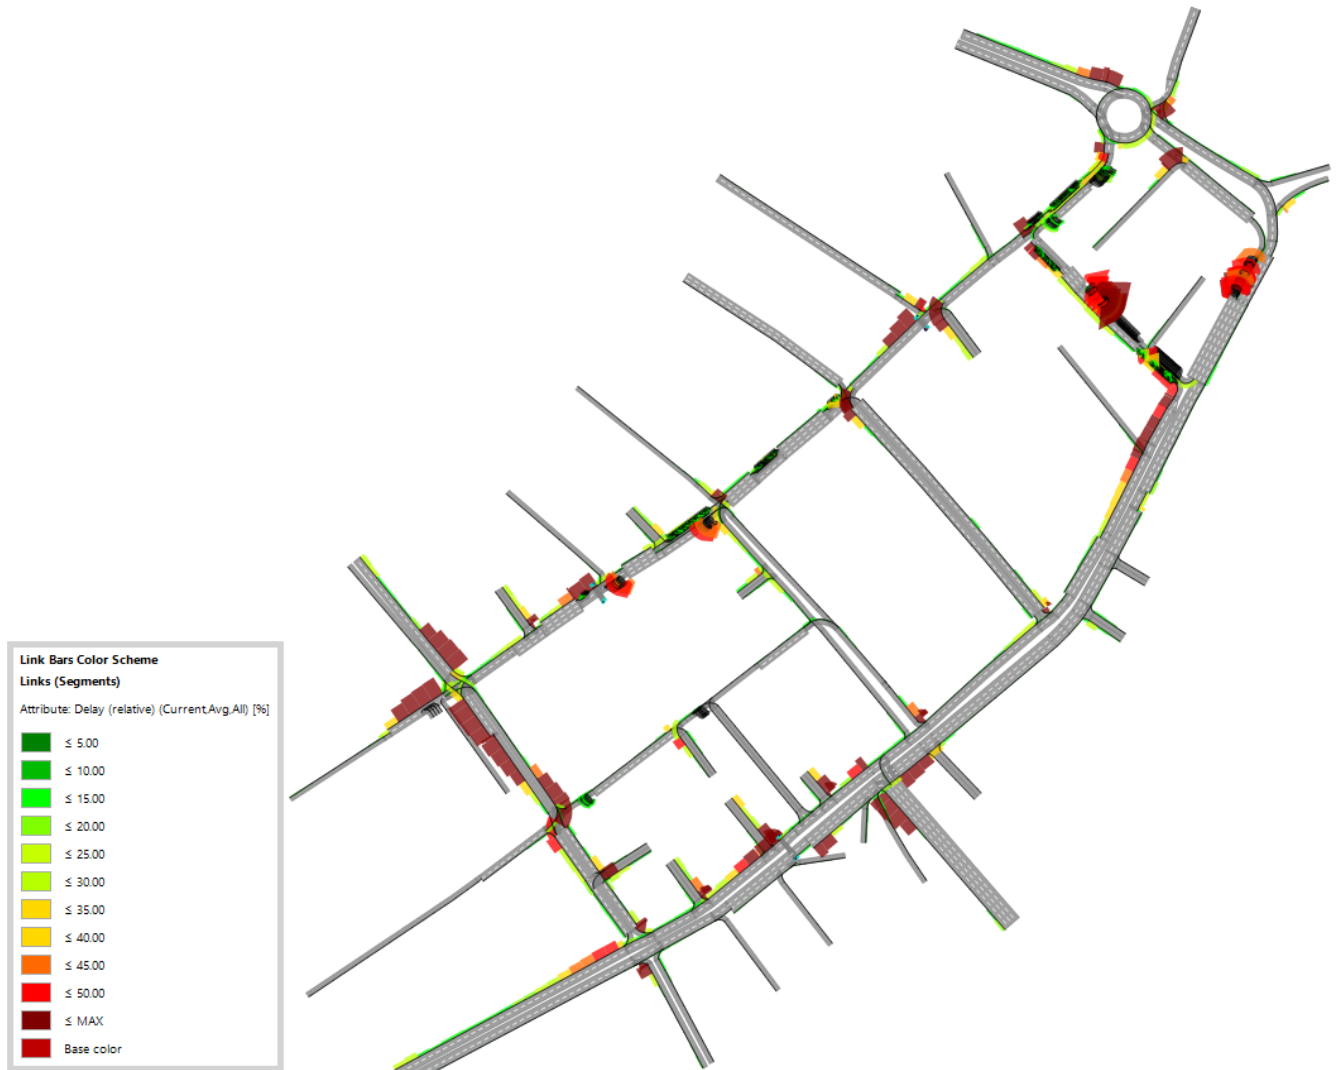 Link Bars Color Scheme
Links (Segments)
Attribute: Delay (relative) (Current,Avg,All) [%]
≤ 5.00
≤ 10.00
≤ 15.00
≤ 20.00
≤ 25.00
≤ 30.00
≤ 35.00
≤ 40.00
≤ 45.00
≤ 50.00
≤ MAX
Base color